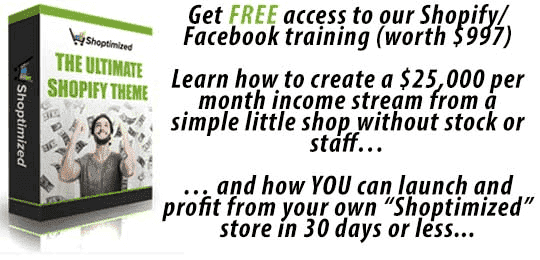 Shoptimized
THE ULTIMATE
SHOPIFY THEME
Shoptimized
Get FREE access to our Shopify/
Facebook training (worth $997)
Learn how to create a $25,000 per
month income stream from a
simple little shop without stock or
staff…
… and how YOU can launch and
profit from your own “Shoptimized”
store in 30 days or less...